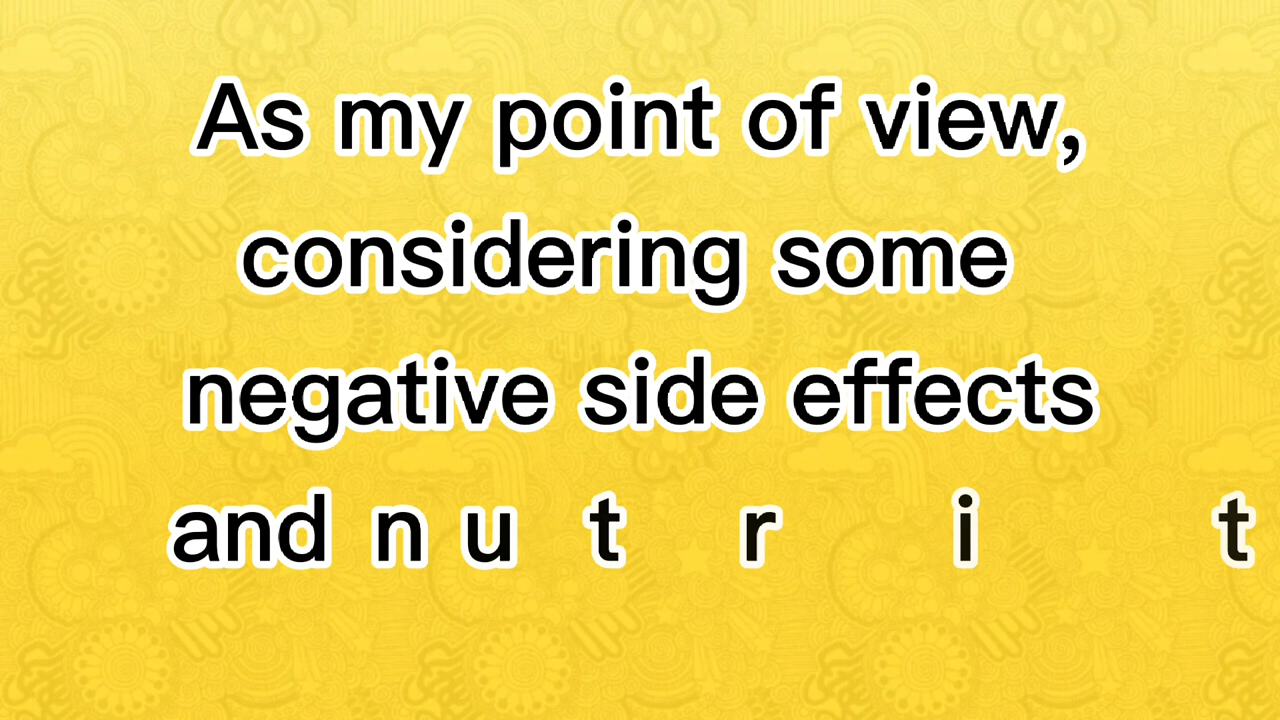 As my point of view,
considering some
negative side effects
and n u t r i t